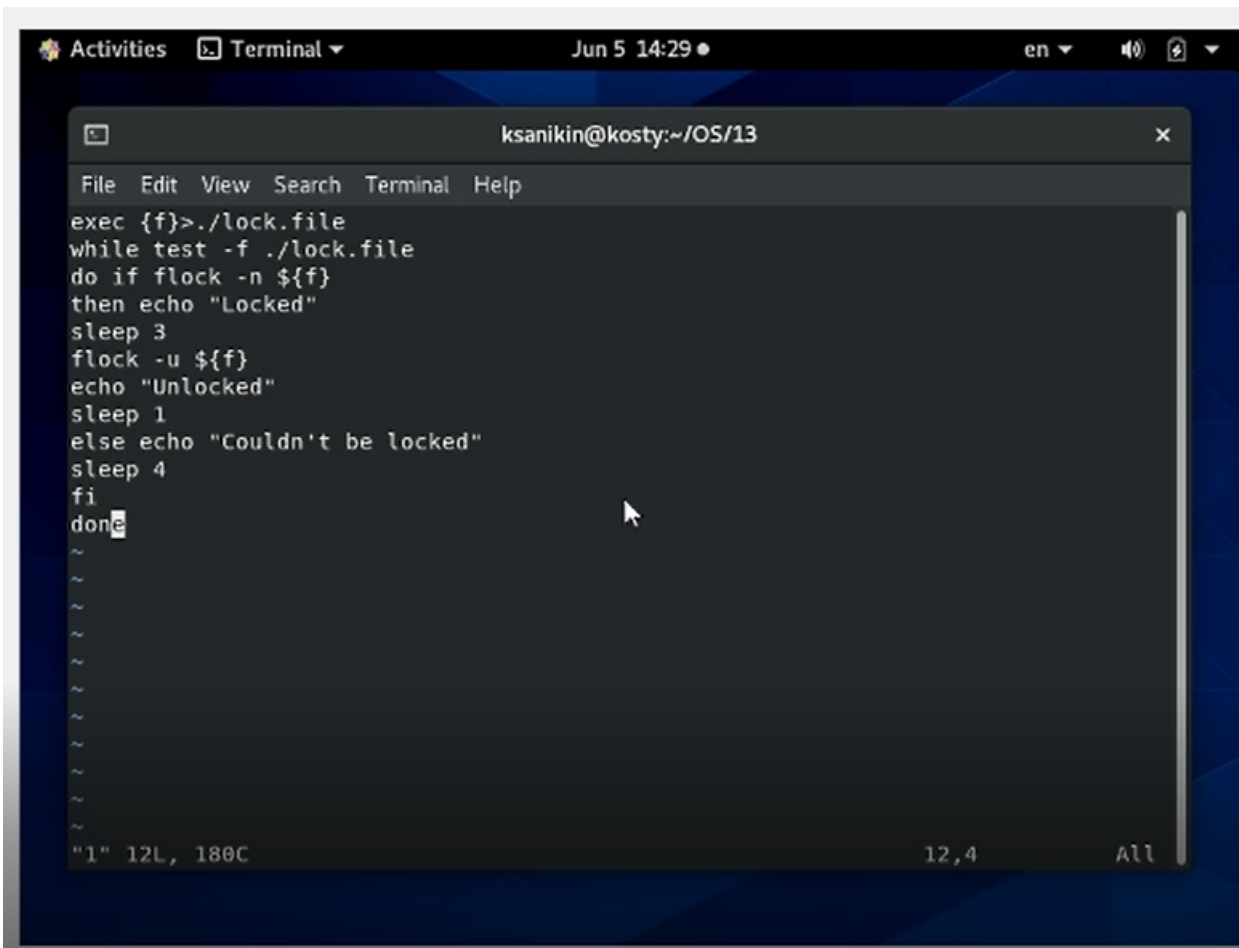 Activities Terminal Jun 5 14:29 en
ksanikin@kosty:~/OS/13
File Edit View Search Terminal Help
exec {f}>./lock.file
while test -f ./lock.file
do if flock -n ${f}
then echo "Locked"
sleep 3
flock -u ${f}
echo "Unlocked"
sleep 1
else echo "Couldn't be locked"
sleep 4
fi
done
~
~
~
~
~
~
~
~
~
~
~
"1" 12L, 180C 12,4 All